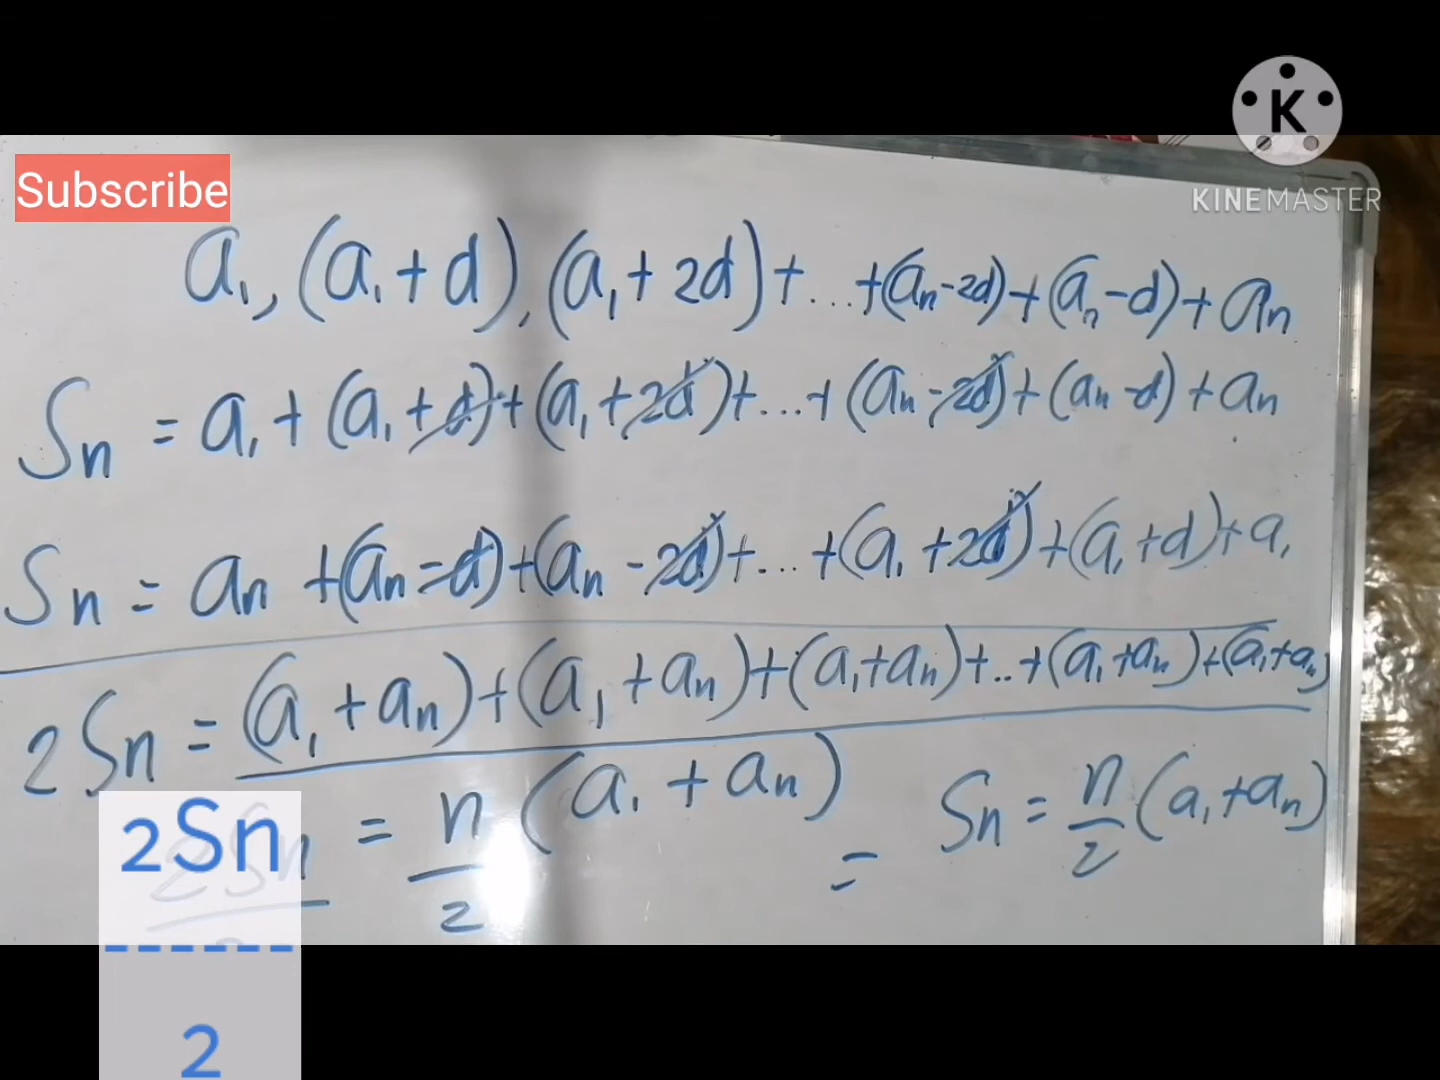 KINEMASTER
Subscribe
a₁, (a₁ + d), (a₁ + 2d) + ... + (aₙ - 2d) + (aₙ - d) + aₙ
Sn = a₁ + (a₁ + d) + (a₁ + 2d) + ... + (an - 2d) + (an - d) + an
Sn = an + (an - d) + (an - 2d) + ... + (a₁ + 2d) + (a₁ + d) + a₁
2Sn = (a₁ + an) + (a₁ + an) + (a₁ + an) + .. + (a₁ + an) + (a₁ + an)
2Sn / 2 = n/2 (a₁ + an) = Sn = n/2 (a₁ + an)